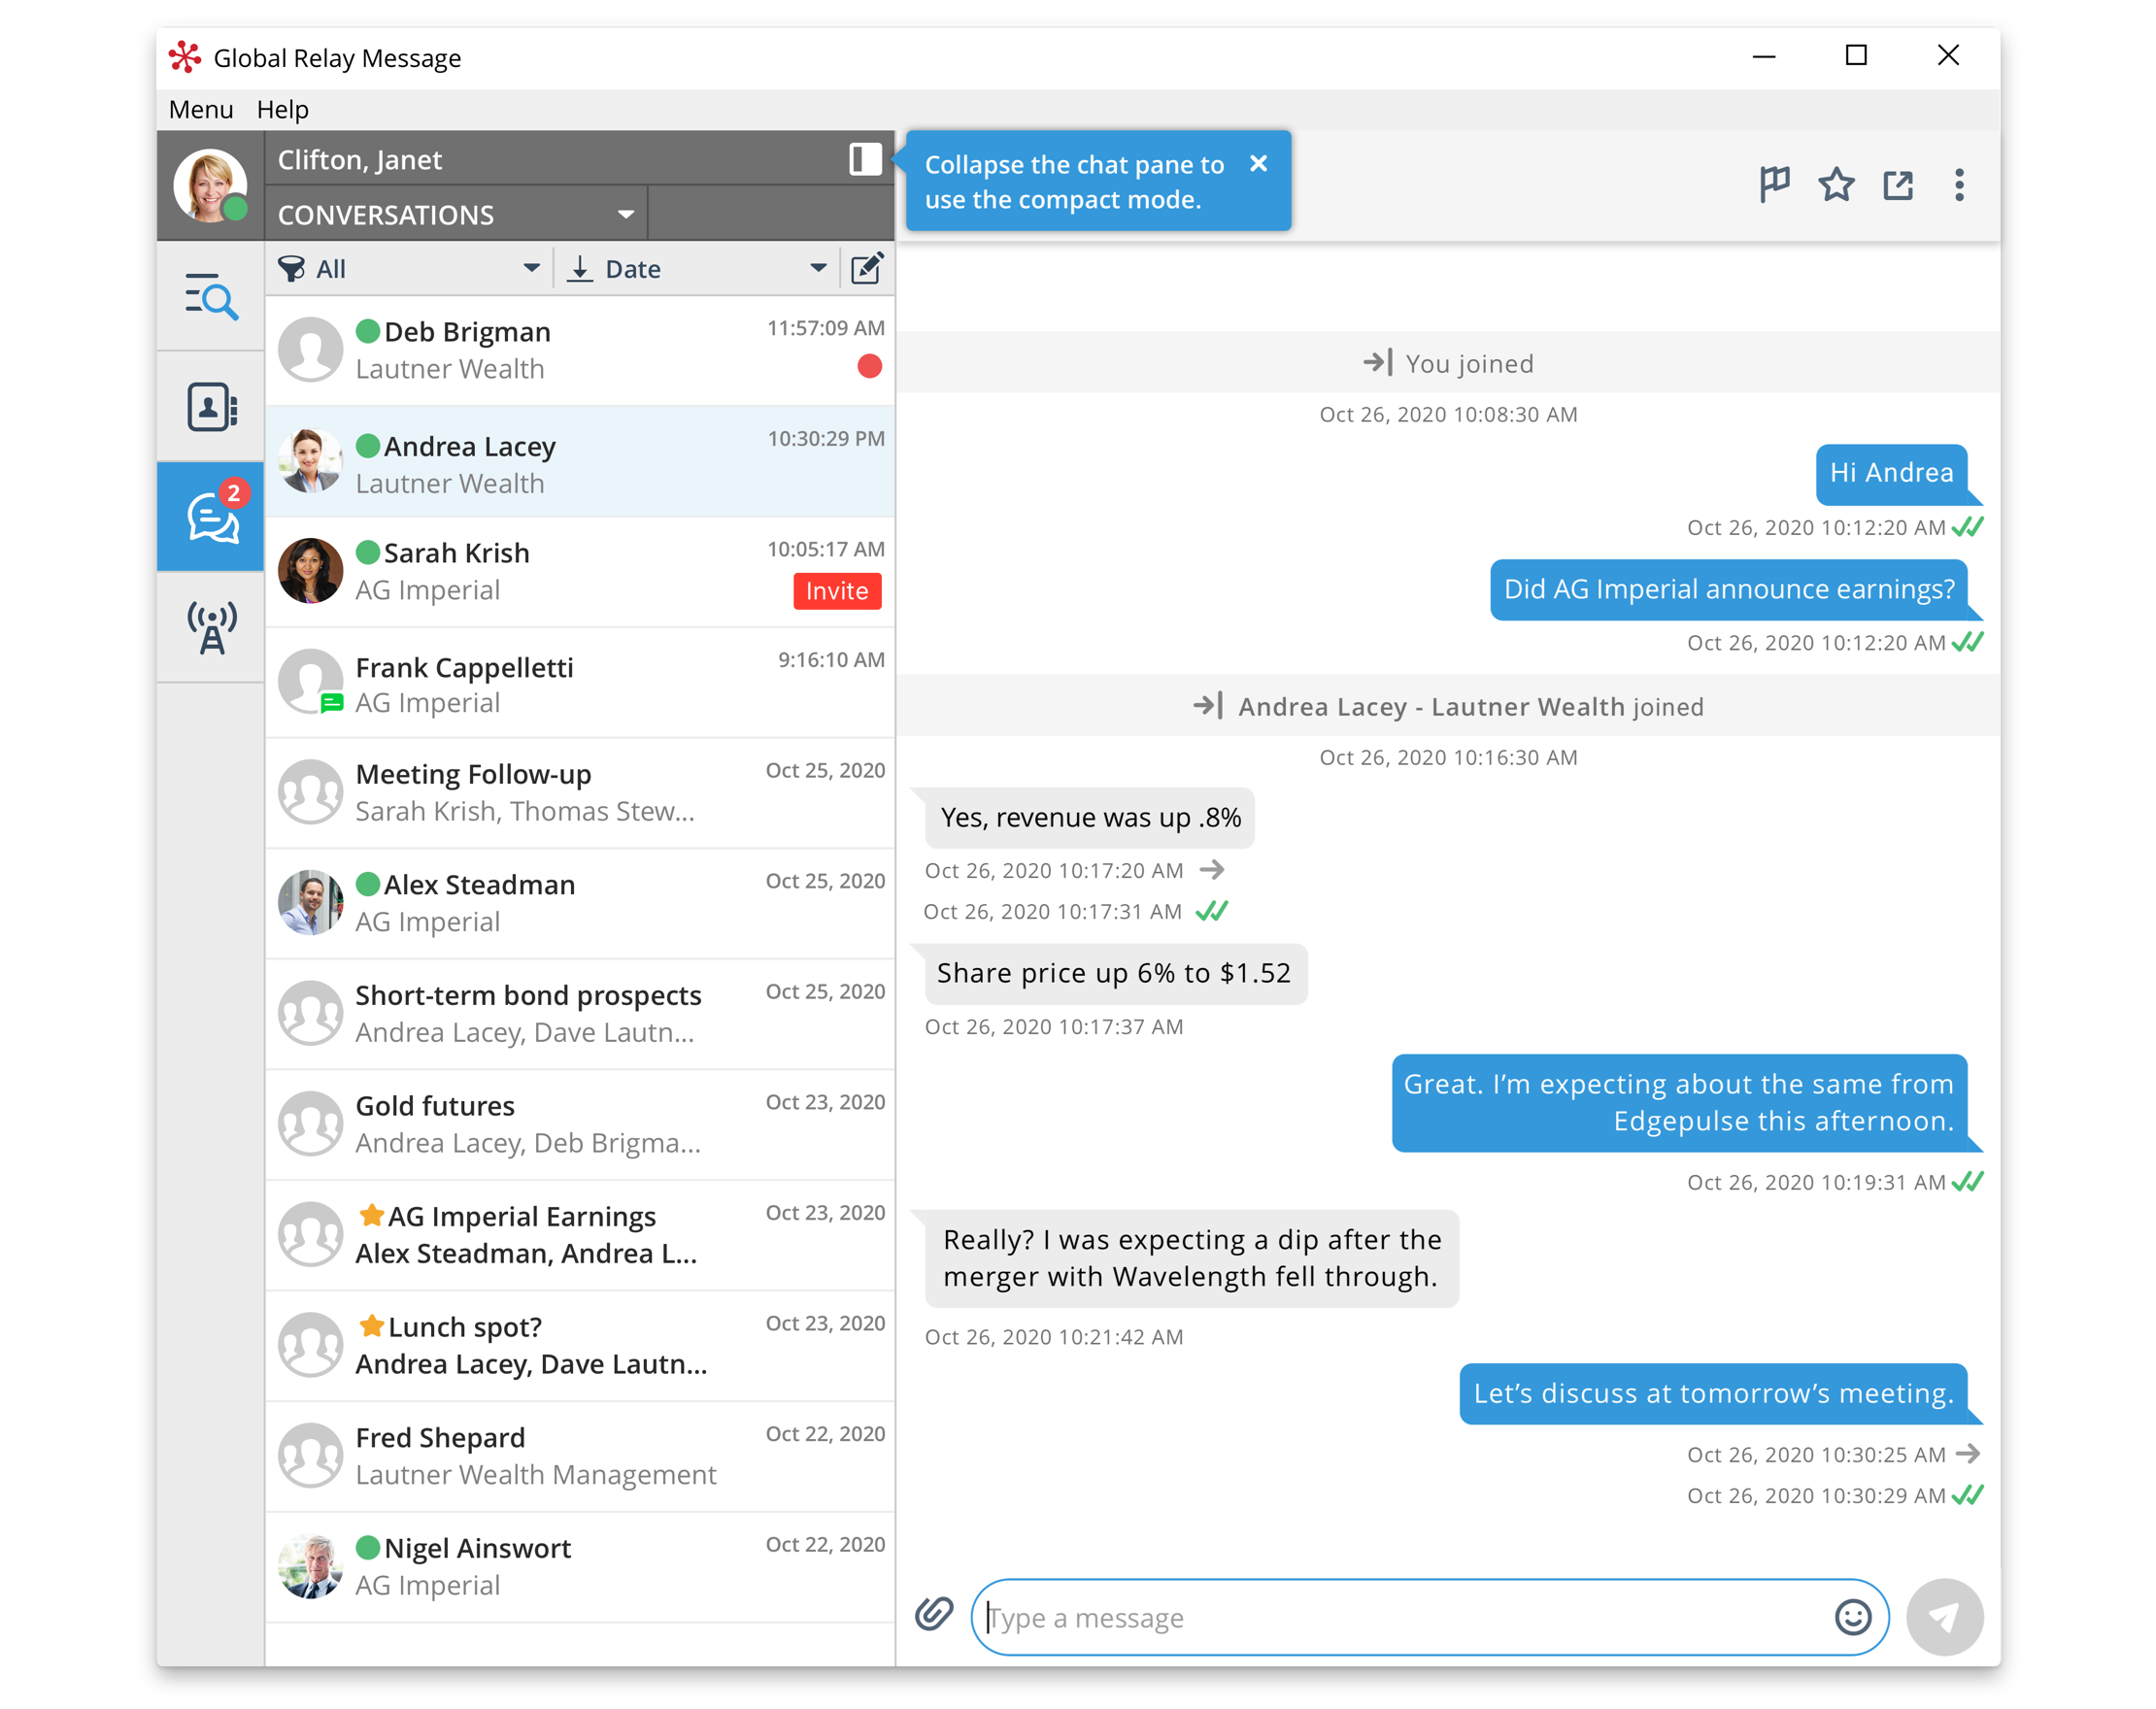 Global Relay Message
Menu Help
Clifton, Janet
CONVERSATIONS
Collapse the chat pane to
use the compact mode.
All
Date
2
Deb Brigman
11:57:09 AM
Lautner Wealth
Andrea Lacey
10:30:29 PM
Lautner Wealth
Sarah Krish
10:05:17 AM
AG Imperial
Invite
Frank Cappelletti
9:16:10 AM
AG Imperial
Meeting Follow-up
Oct 25, 2020
Sarah Krish, Thomas Stew...
Alex Steadman
Oct 25, 2020
AG Imperial
Short-term bond prospects
Oct 25, 2020
Andrea Lacey, Dave Lautn...
Gold futures
Oct 23, 2020
Andrea Lacey, Deb Brigma...
AG Imperial Earnings
Oct 23, 2020
Alex Steadman, Andrea L...
Lunch spot?
Oct 23, 2020
Andrea Lacey, Dave Lautn...
Fred Shepard
Oct 22, 2020
Lautner Wealth Management
Nigel Ainswort
Oct 22, 2020
AG Imperial
You joined
Oct 26, 2020 10:08:30 AM
Hi Andrea
Oct 26, 2020 10:12:20 AM
Did AG Imperial announce earnings?
Oct 26, 2020 10:12:20 AM
Andrea Lacey - Lautner Wealth joined
Oct 26, 2020 10:16:30 AM
Yes, revenue was up .8%
Oct 26, 2020 10:17:20 AM
Oct 26, 2020 10:17:31 AM
Share price up 6% to $1.52
Oct 26, 2020 10:17:37 AM
Great. I’m expecting about the same from
Edgepulse this afternoon.
Oct 26, 2020 10:19:31 AM
Really? I was expecting a dip after the
merger with Wavelength fell through.
Oct 26, 2020 10:21:42 AM
Let’s discuss at tomorrow’s meeting.
Oct 26, 2020 10:30:25 AM
Oct 26, 2020 10:30:29 AM
Type a message